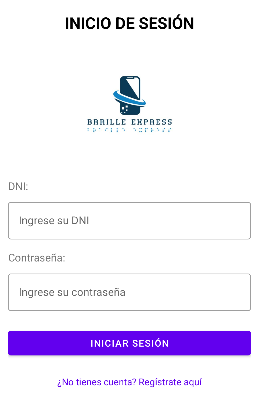 INICIO DE SESIÓN
BARILLE EXPRESS
DNI:
Ingrese su DNI
Contraseña:
Ingrese su contraseña
INICIAR SESIÓN
¿No tienes cuenta? Regístrate aquí